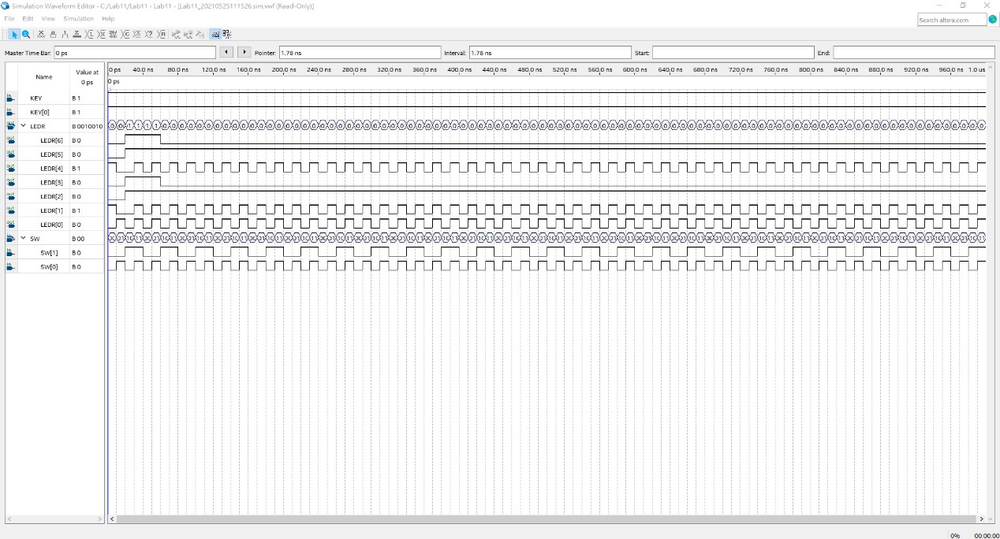 Simulation Waveform Editor - C:/Lab11/Lab11 - Lab11 - [Lab11_20210525111526.sim.vwf (Read-Only)]
File Edit View Simulation Help
Search altera.com
Master Time Bar: 0 ps Pointer: 1.78 ns Interval: 1.78 ns Start: End:
Name Value at 0 ps
0 ps 40.0 ns 80.0 ns 120.0 ns 160.0 ns 200.0 ns 240.0 ns 280.0 ns 320.0 ns 360.0 ns 400.0 ns 440.0 ns 480.0 ns 520.0 ns 560.0 ns 600.0 ns 640.0 ns 680.0 ns 720.0 ns 760.0 ns 800.0 ns 840.0 ns 880.0 ns 920.0 ns 960.0 ns 1.0 us
0 ps
KEY B 1
KEY[0] B 1
LEDR B 0010010
LEDR[6] B 0
LEDR[5] B 0
LEDR[4] B 1
LEDR[3] B 0
LEDR[2] B 0
LEDR[1] B 1
LEDR[0] B 0
SW B 00
SW[1] B 0
SW[0] B 0
0% 00:00:00